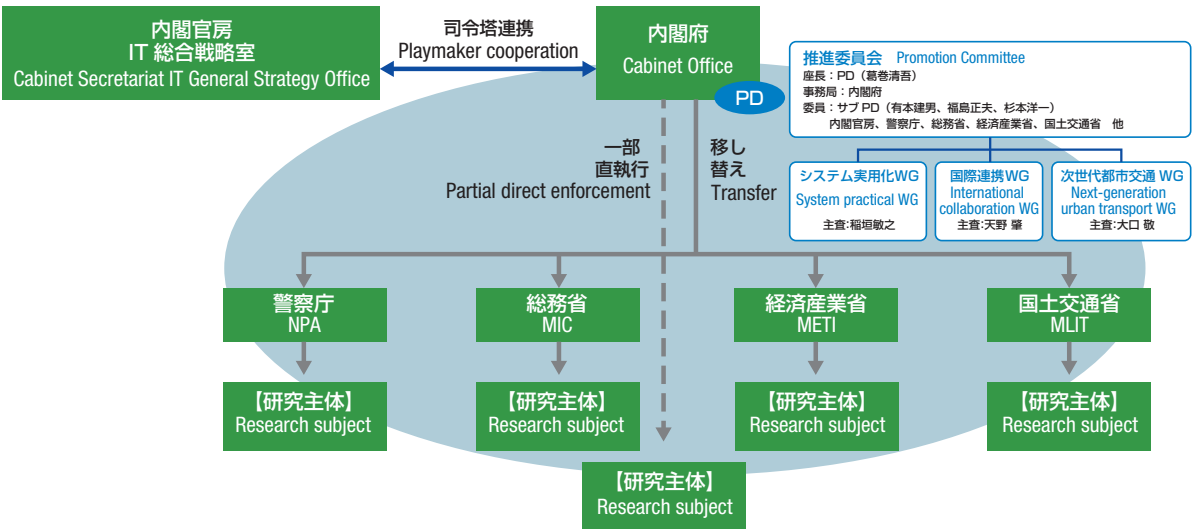 内閣官房
IT 総合戦略室
Cabinet Secretariat IT General Strategy Office
司令塔連携
Playmaker cooperation
内閣府
Cabinet Office
PD
推進委員会 Promotion Committee
座長：PD（葛巻清吾）
事務局：内閣府
委員：サブ PD（有本建男、福島正夫、杉本洋一）
内閣官房、警察庁、総務省、経済産業省、国土交通省　他
システム実用化WG
System practical WG
主査:稲垣敏之
国際連携WG
International
collaboration WG
主査:天野 肇
次世代都市交通 WG
Next-generation
urban transport WG
主査:大口 敬
一部
直執行
Partial direct enforcement
移し
替え
Transfer
警察庁
NPA
総務省
MIC
経済産業省
METI
国土交通省
MLIT
【研究主体】
Research subject
【研究主体】
Research subject
【研究主体】
Research subject
【研究主体】
Research subject
【研究主体】
Research subject